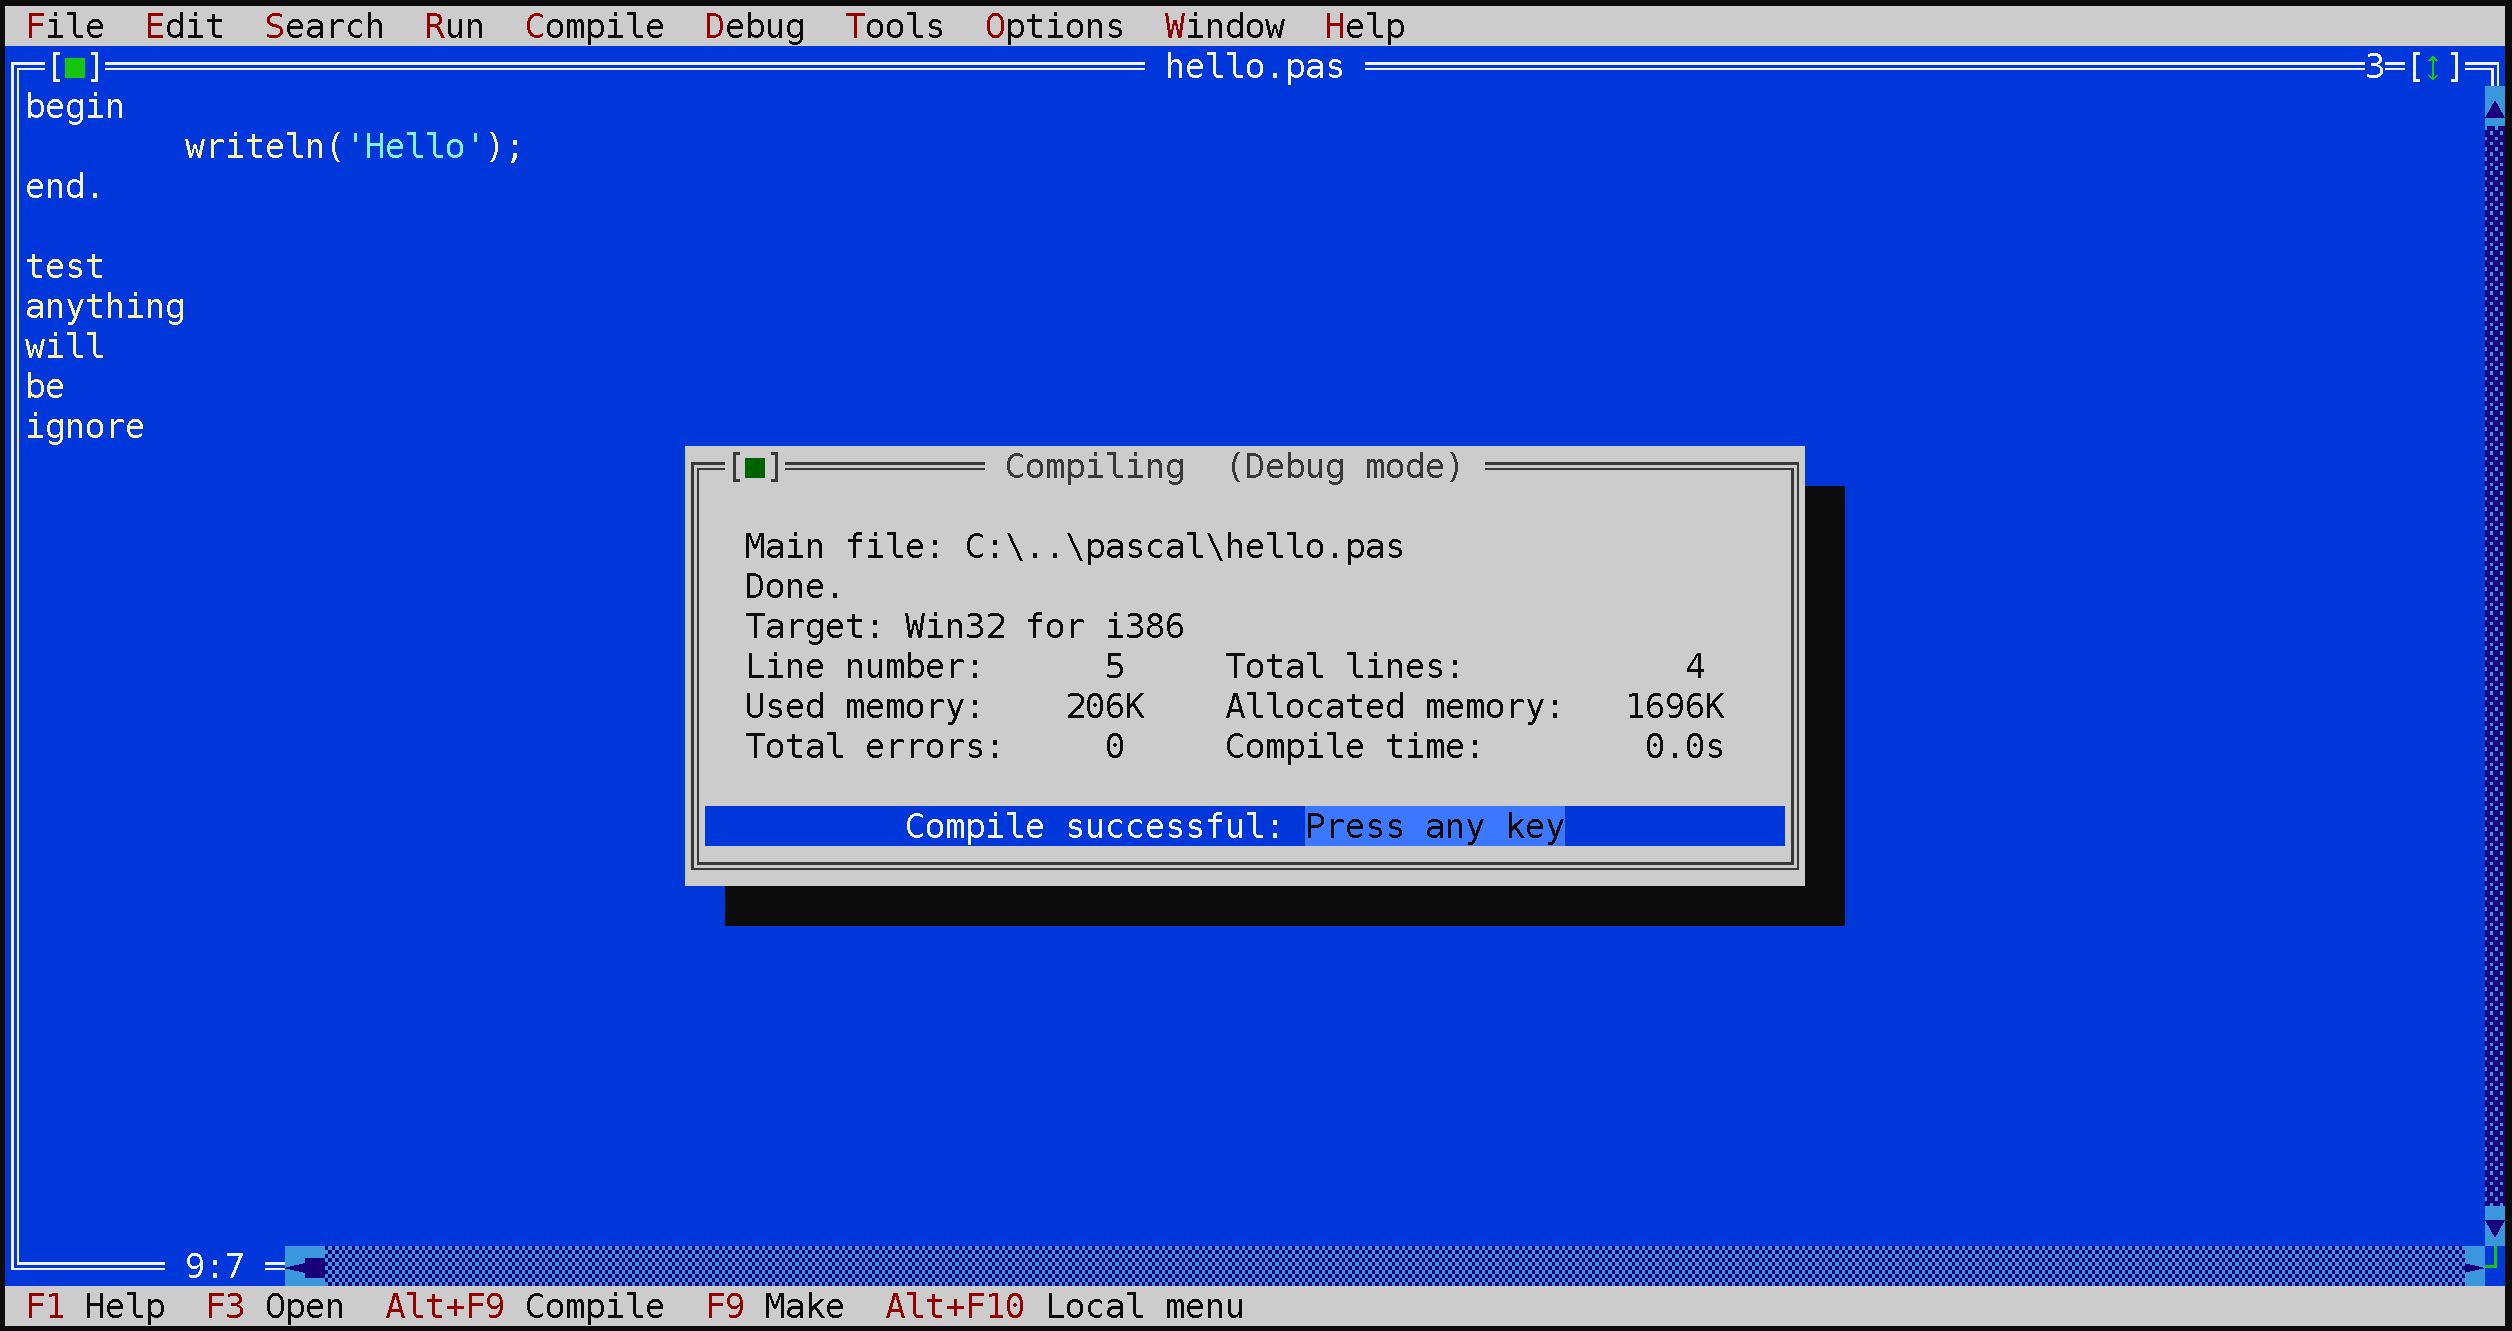 File Edit Search Run Compile Debug Tools Options Window Help
[■] hello.pas 3=[↕]
begin
writeln('Hello');
end.
test
anything
will
be
ignore
[■] Compiling (Debug mode)
Main file: C:\..\pascal\hello.pas
Done.
Target: Win32 for i386
Line number: 5 Total lines: 4
Used memory: 206K Allocated memory: 1696K
Total errors: 0 Compile time: 0.0s
Compile successful: Press any key
9:7
F1 Help F3 Open Alt+F9 Compile F9 Make Alt+F10 Local menu